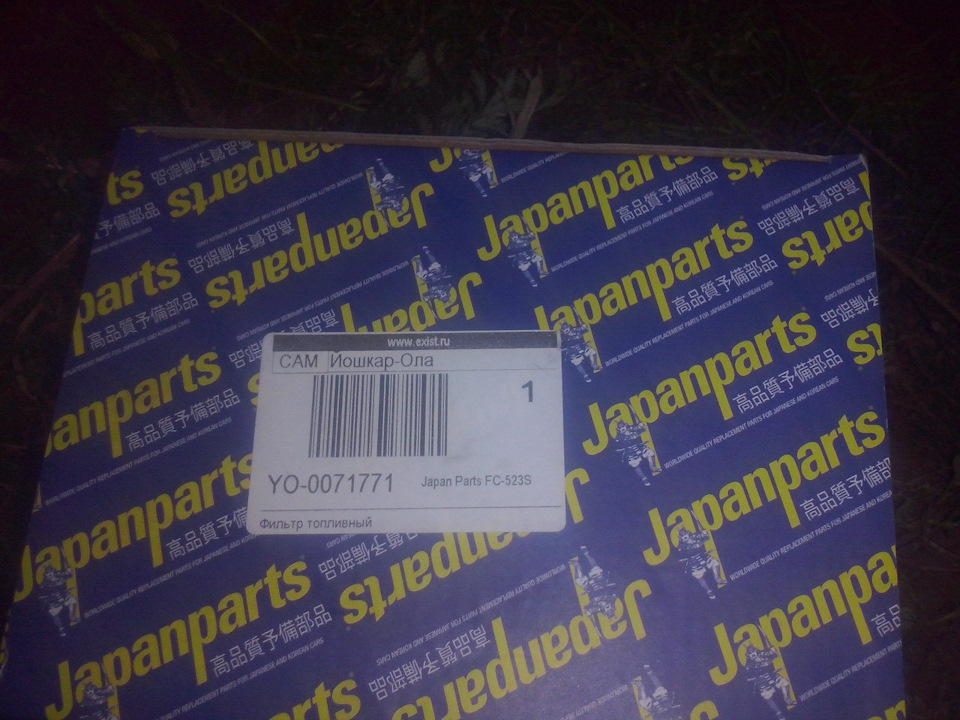 Japanparts
高品質予備部品
WORLDWIDE QUALITY REPLACEMENT PARTS FOR JAPANESE AND KOREAN CARS
www.exist.ru
САМ Йошкар-Ола
1
YO-0071771
Japan Parts FC-523S
Фильтр топливный